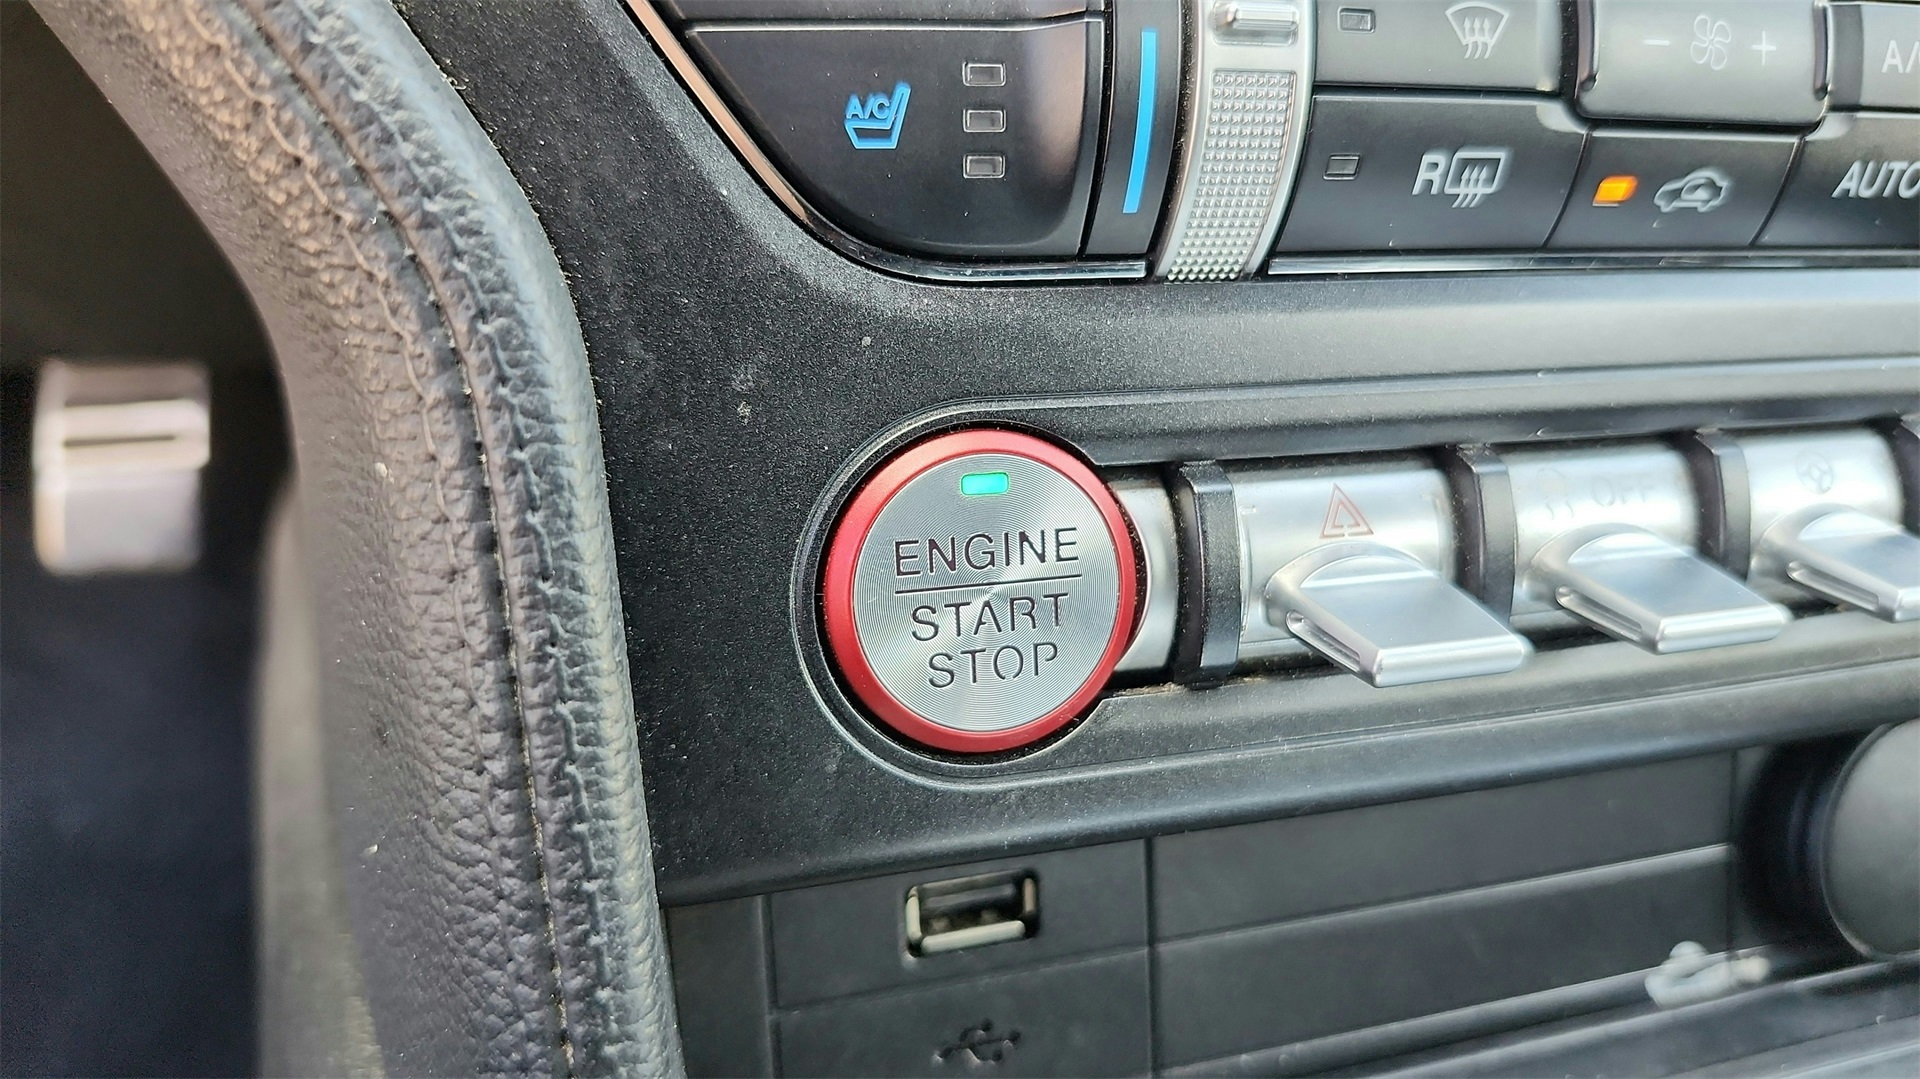 A/C
R
AUTO
ENGINE
START
STOP
OFF